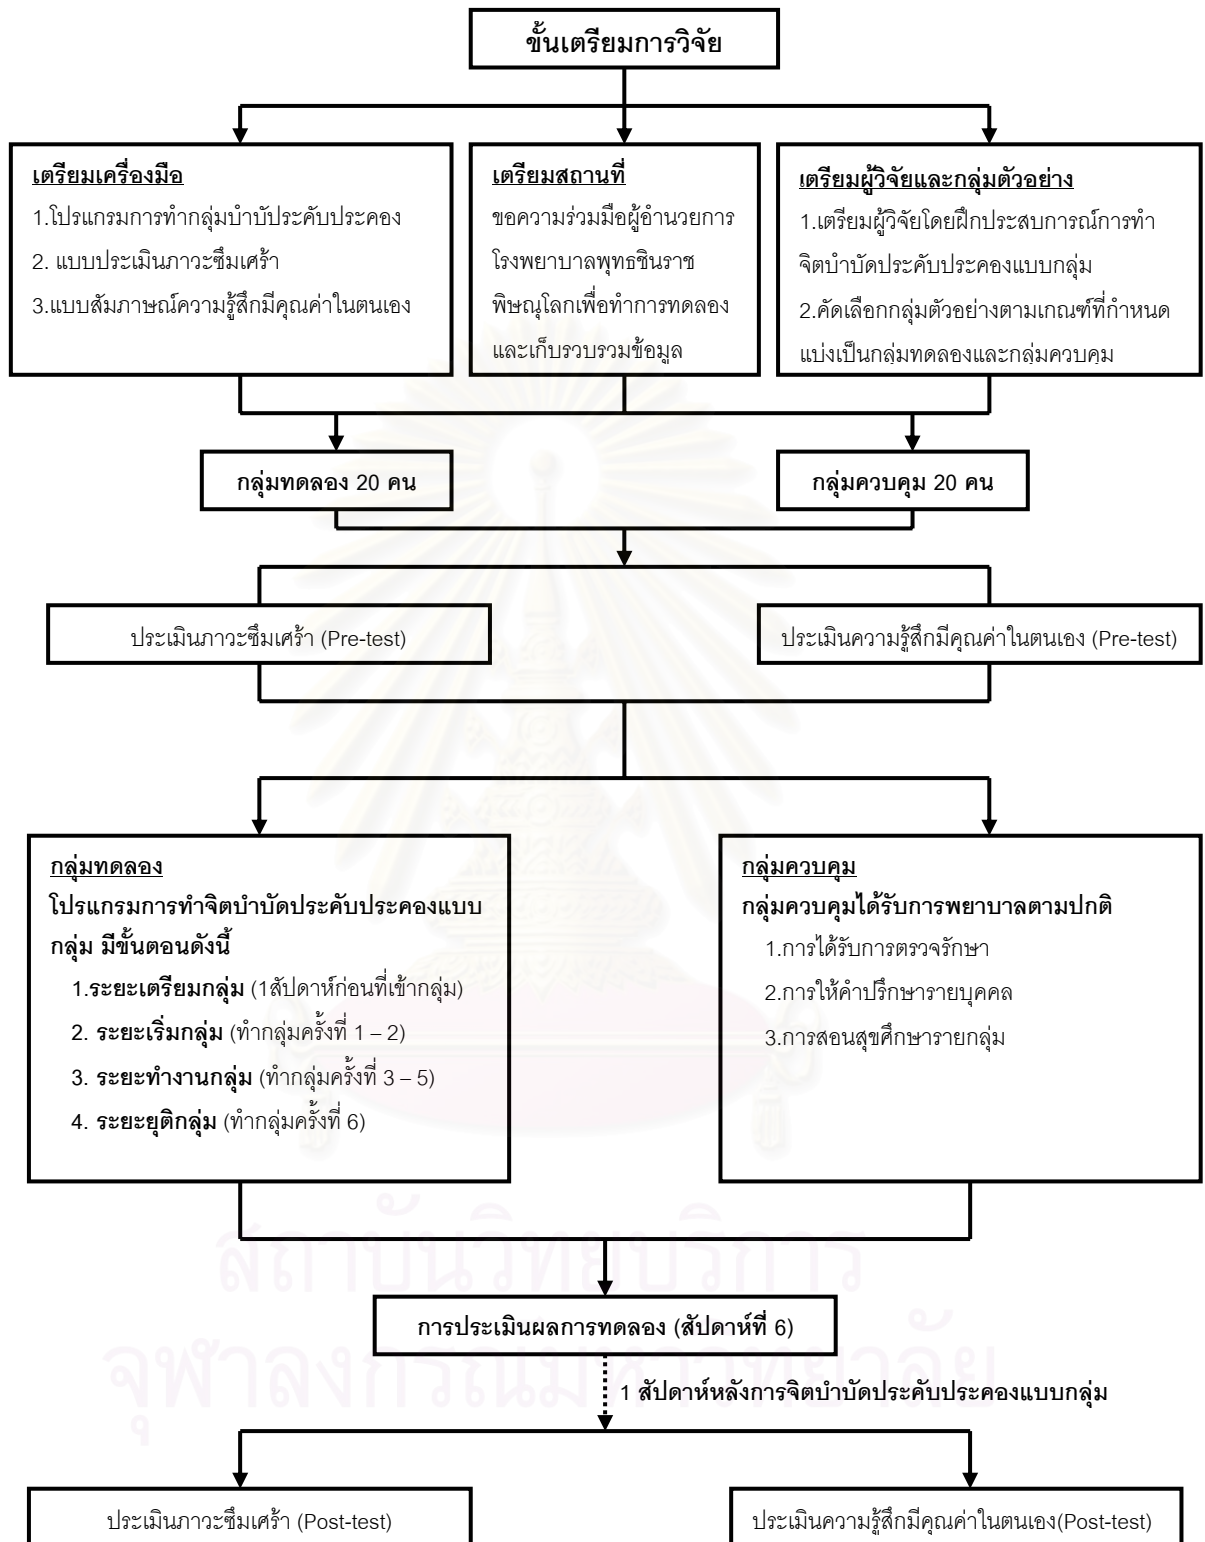 ขั้นเตรียมการวิจัย
เตรียมเครื่องมือ
1.โปรแกรมการทำกลุ่มบำบัประคับประคอง
2. แบบประเมินภาวะซึมเศร้า
3.แบบสัมภาษณ์ความรู้สึกมีคุณค่าในตนเอง
เตรียมสถานที่
ขอความร่วมมือผู้อำนวยการ
โรงพยาบาลพุทธชินราช
พิษณุโลกเพื่อทำการทดลอง
และเก็บรวบรวมข้อมูล
เตรียมผู้วิจัยและกลุ่มตัวอย่าง
1.เตรียมผู้วิจัยโดยฝึกประสบการณ์การทำ
จิตบำบัดประคับประคองแบบกลุ่ม
2.คัดเลือกกลุ่มตัวอย่างตามเกณฑ์ที่กำหนด
แบ่งเป็นกลุ่มทดลองและกลุ่มควบคุม
กลุ่มทดลอง 20 คน
กลุ่มควบคุม 20 คน
ประเมินภาวะซึมเศร้า (Pre-test)
ประเมินความรู้สึกมีคุณค่าในตนเอง (Pre-test)
กลุ่มทดลอง
โปรแกรมการทำจิตบำบัดประคับประคองแบบ
กลุ่ม มีขั้นตอนดังนี้
1.ระยะเตรียมกลุ่ม (1สัปดาห์ก่อนที่เข้ากลุ่ม)
2. ระยะเริ่มกลุ่ม (ทำกลุ่มครั้งที่ 1 – 2)
3. ระยะทำงานกลุ่ม (ทำกลุ่มครั้งที่ 3 – 5)
4. ระยะยุติกลุ่ม (ทำกลุ่มครั้งที่ 6)
กลุ่มควบคุม
กลุ่มควบคุมได้รับการพยาบาลตามปกติ
1.การได้รับการตรวจรักษา
2.การให้คำปรึกษารายบุคคล
3.การสอนสุขศึกษารายกลุ่ม
สถาบันวิทยบริการ
การประเมินผลการทดลอง (สัปดาห์ที่ 6)
จุฬาลงกรณ์มหาวิทยาลัย
1 สัปดาห์หลังการจิตบำบัดประคับประคองแบบกลุ่ม
ประเมินภาวะซึมเศร้า (Post-test)
ประเมินความรู้สึกมีคุณค่าในตนเอง(Post-test)